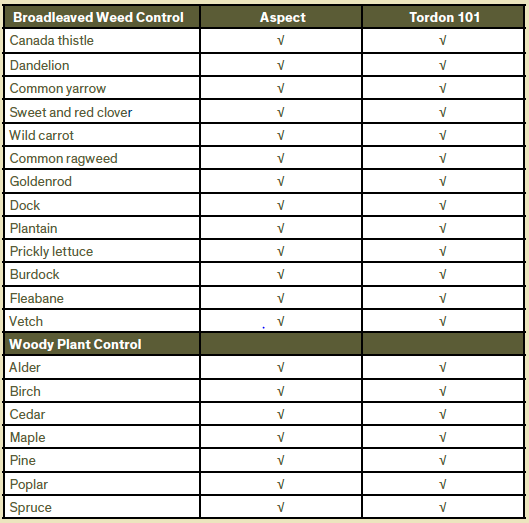 Broadleaved Weed Control Aspect Tordon 101
Canada thistle √ √
Dandelion √ √
Common yarrow √ √
Sweet and red clover √ √
Wild carrot √ √
Common ragweed √ √
Goldenrod √ √
Dock √ √
Plantain √ √
Prickly lettuce √ √
Burdock √ √
Fleabane √ √
Vetch √ √
Woody Plant Control
Alder √ √
Birch √ √
Cedar √ √
Maple √ √
Pine √ √
Poplar √ √
Spruce √ √